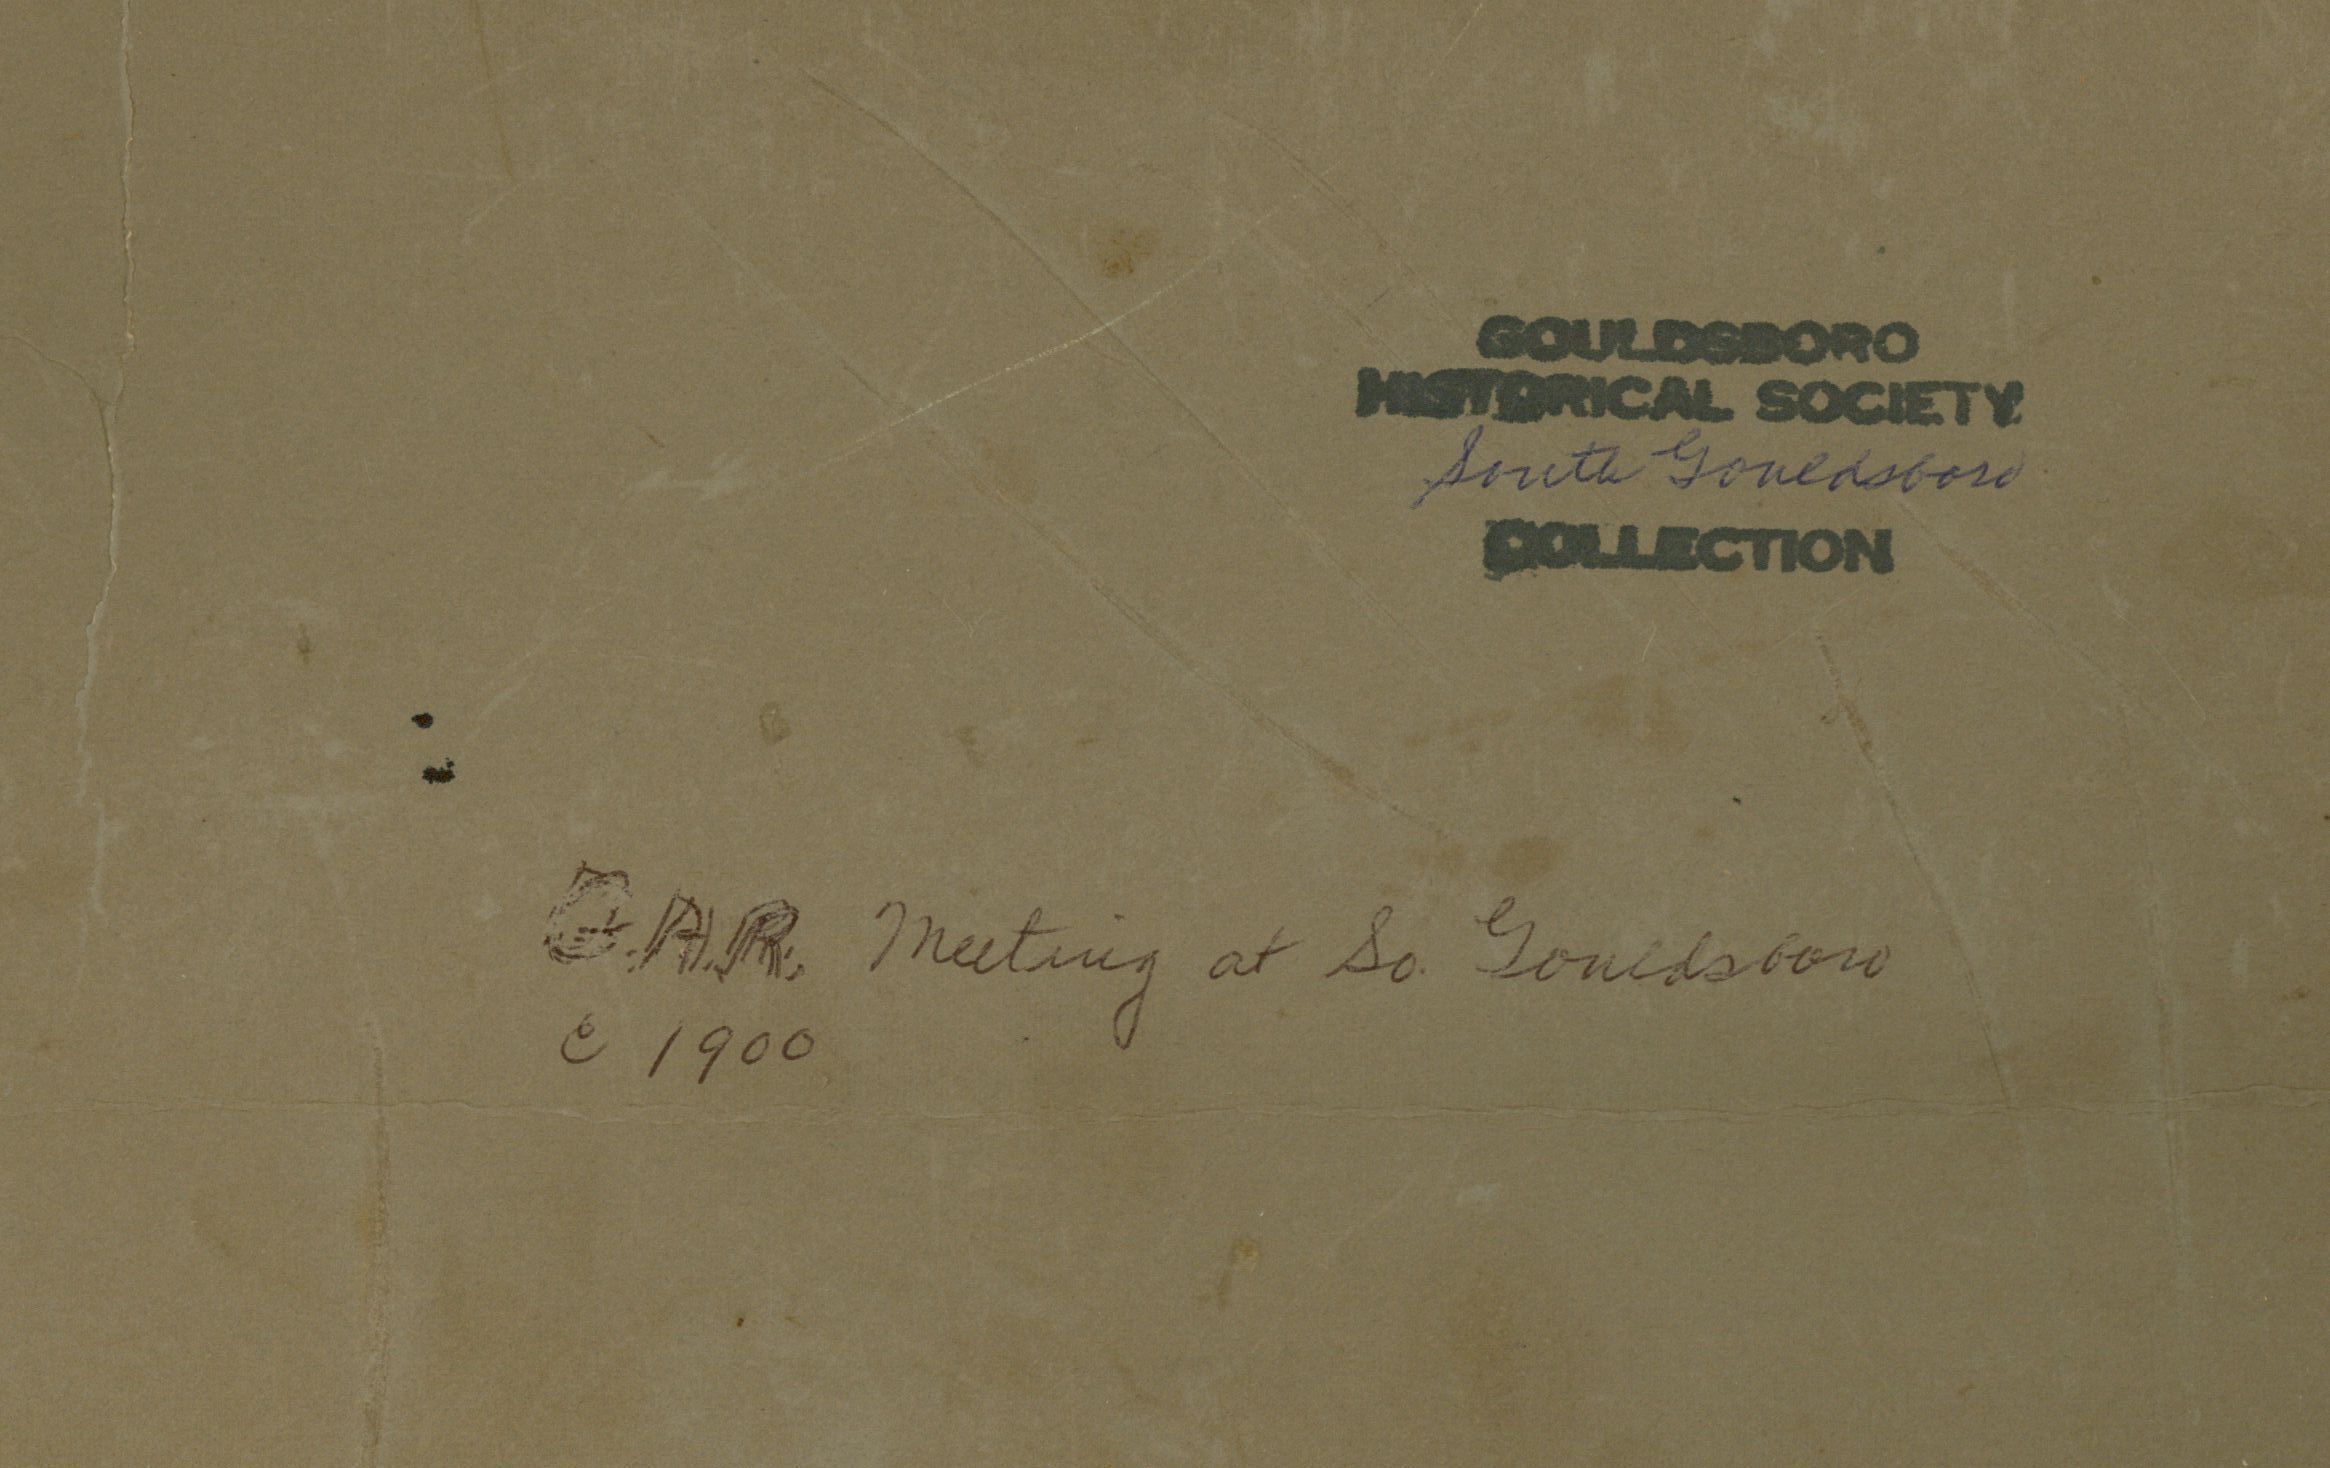 GOULDSBORO
HISTORICAL SOCIETY
South Gouldsboro
COLLECTION
G.A.R. Meeting at So. Gouldsboro
c 1900